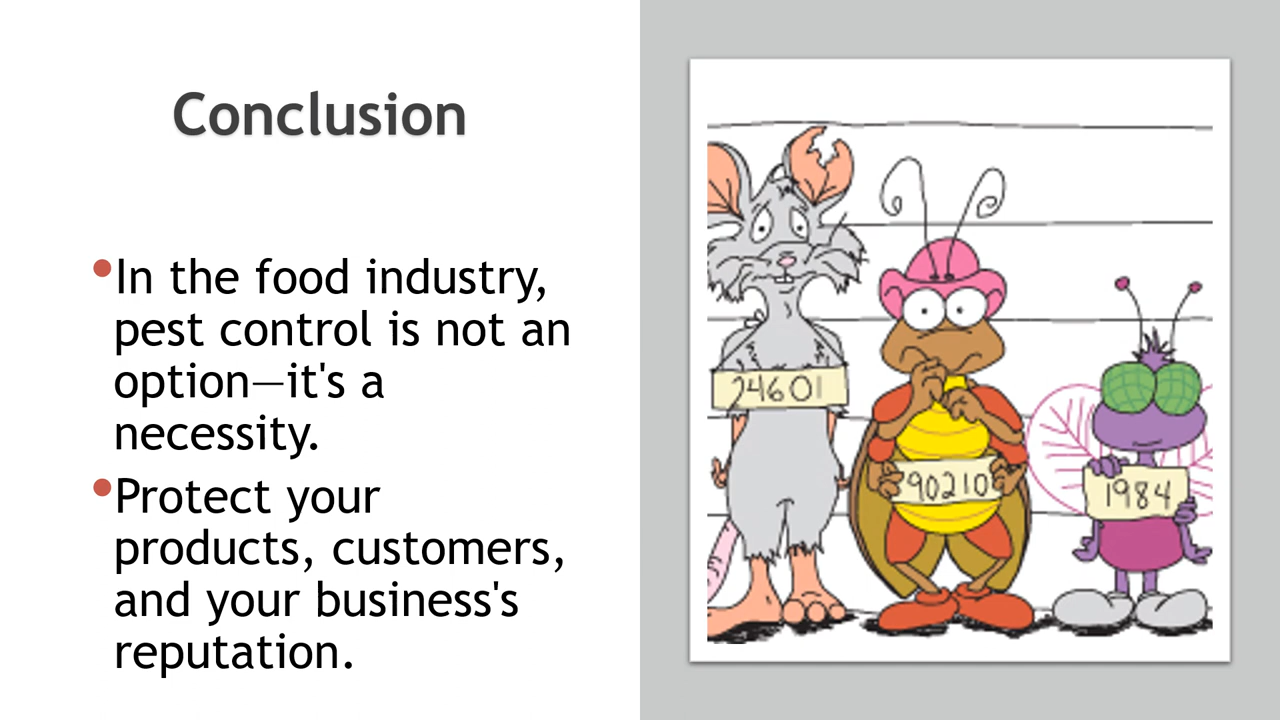 Conclusion
•In the food industry,
pest control is not an
option—it's a
necessity.
•Protect your
products, customers,
and your business's
reputation.
24601
90210
1984